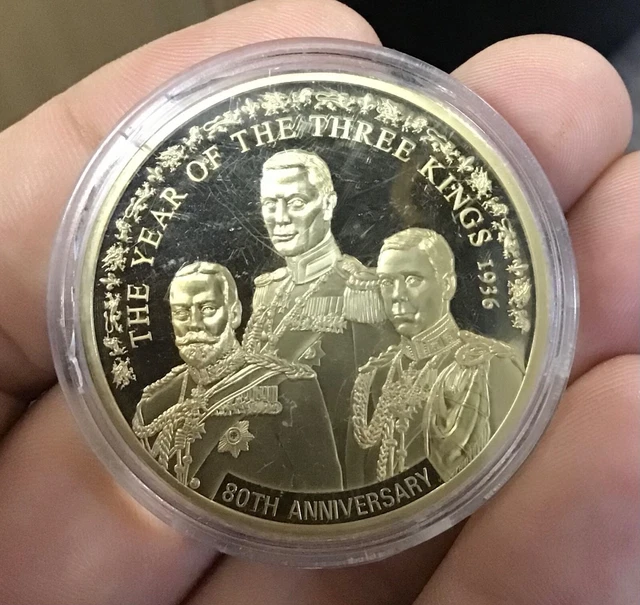 THE YEAR OF THE THREE KINGS 1936
80TH ANNIVERSARY